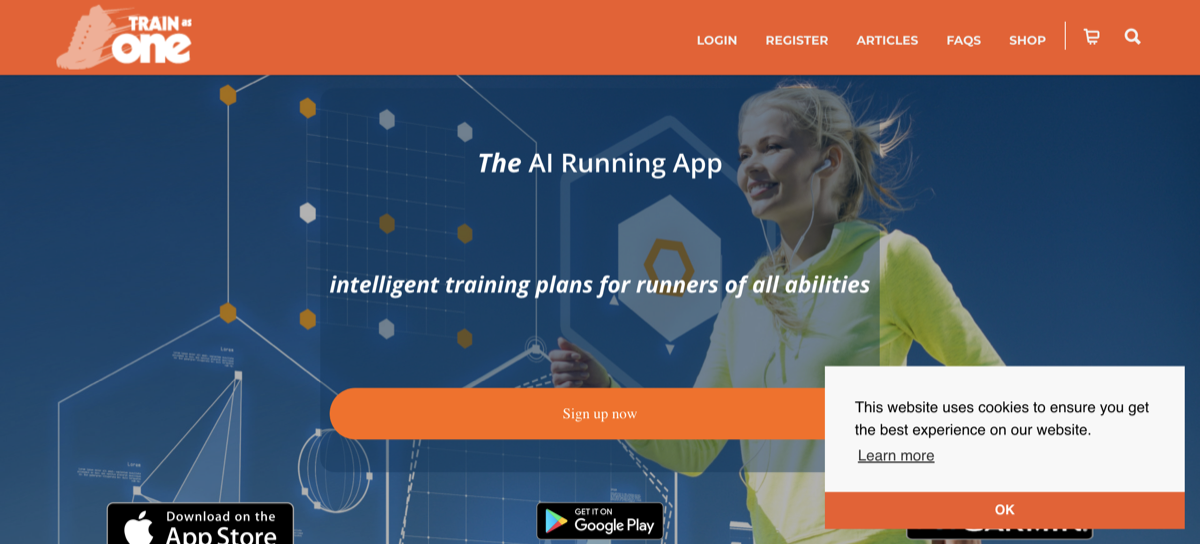 TRAIN as
one
LOGIN
REGISTER
ARTICLES
FAQS
SHOP
The AI Running App
intelligent training plans for runners of all abilities
Sign up now
This website uses cookies to ensure you get
the best experience on our website.
Learn more
OK
Download on the
App Store
GET IT ON
Google Play